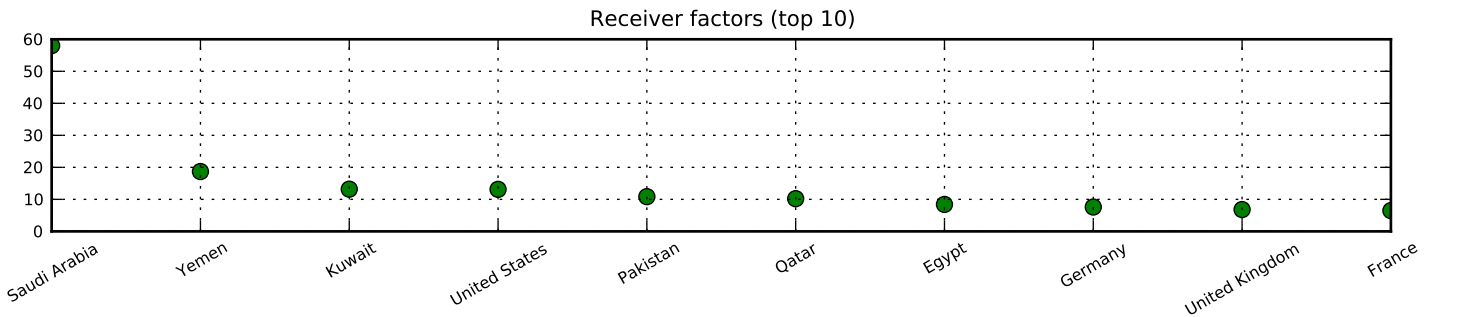 Receiver factors (top 10)
60
50
40
30
20
10
0
Saudi Arabia
Yemen
Kuwait
United States
Pakistan
Qatar
Egypt
Germany
United Kingdom
France